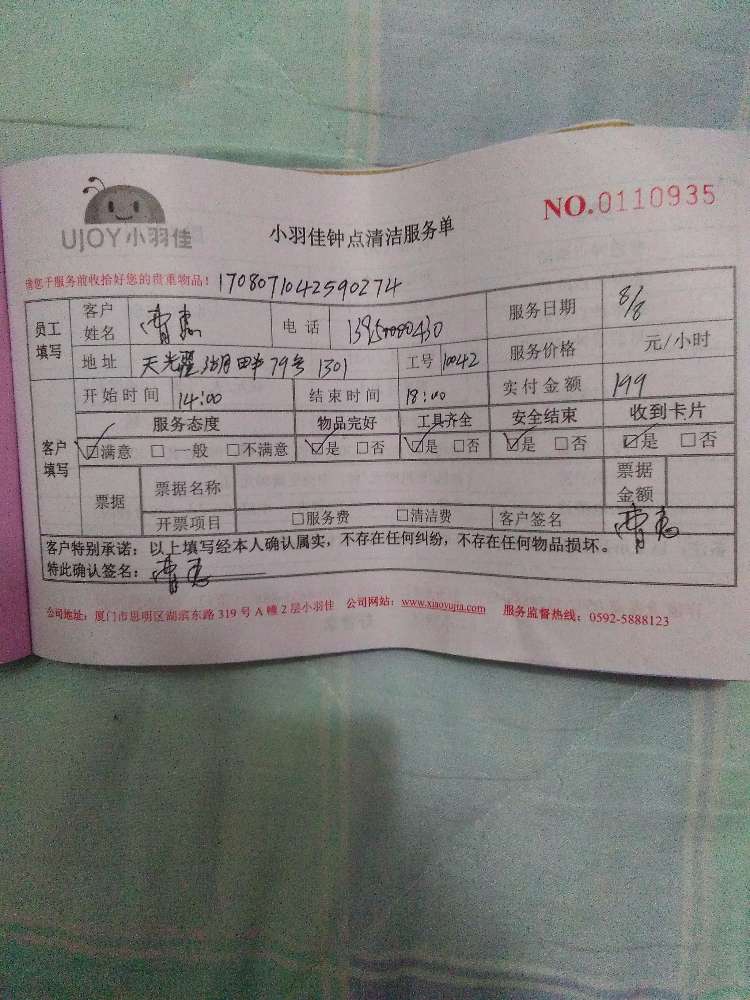 UJOY小羽佳
小羽佳钟点清洁服务单
NO.0110935
请您于服务前收拾好您的贵重物品! 1708071042590274
员工填写 客户姓名 电话 服务日期 8/8
地址 79号 1301 工号 10042 服务价格 元/小时
客户填写 开始时间 14:00 结束时间 18:00 实付金额 199
服务态度 物品完好 工具齐全 安全结束 收到卡片
☑满意 □一般 □不满意 ☑是 □否 ☑是 □否 ☑是 □否 ☑是 □否
票据 票据名称 票据金额
开票项目 □服务费 □清洁费 客户签名
客户特别承诺:以上填写经本人确认属实,不存在任何纠纷,不存在任何物品损坏。
特此确认签名:
公司地址:厦门市思明区湖滨东路 319 号 A 幢 2 层小羽佳 公司网站:www.xiaoyujia.com 服务监督热线:0592-5888123